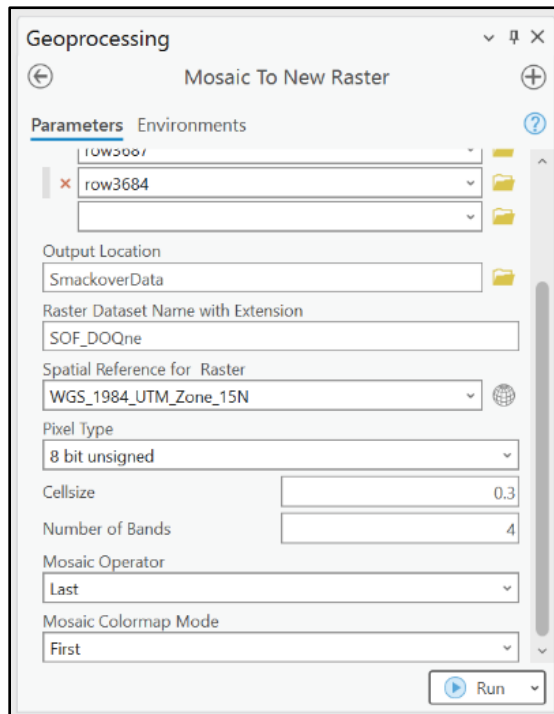 Geoprocessing
Mosaic To New Raster
Parameters Environments
row3687
row3684
Output Location
SmackoverData
Raster Dataset Name with Extension
SOF_DOQne
Spatial Reference for Raster
WGS_1984_UTM_Zone_15N
Pixel Type
8 bit unsigned
Cellsize
0.3
Number of Bands
4
Mosaic Operator
Last
Mosaic Colormap Mode
First
Run